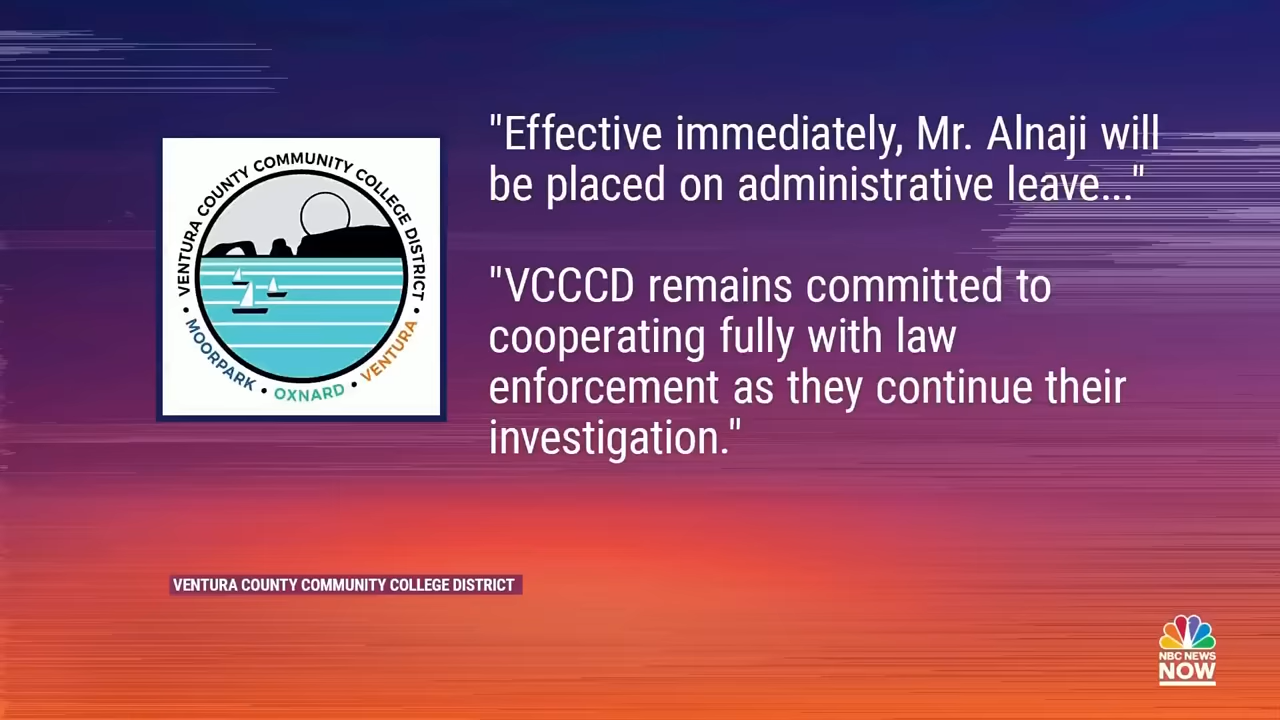 VENTURA COUNTY COMMUNITY COLLEGE DISTRICT
• MOORPARK • OXNARD • VENTURA •
"Effective immediately, Mr. Alnaji will
be placed on administrative leave..."
"VCCCD remains committed to
cooperating fully with law
enforcement as they continue their
investigation."
VENTURA COUNTY COMMUNITY COLLEGE DISTRICT
NBC NEWS
NOW